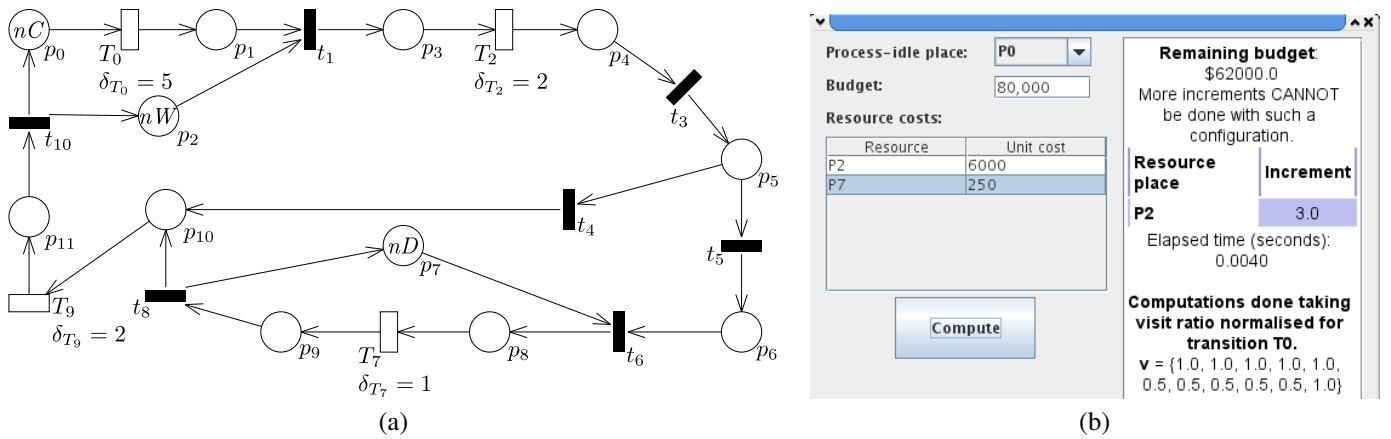 nC
p0
T0
δT0 = 5
p1
t1
p3
T2
δT2 = 2
p4
t3
nW
p2
t10
p5
t4
p11
p10
nD
p7
t5
T9
δT9 = 2
t8
p9
T7
δT7 = 1
p8
t6
p6
(a)
Process-idle place: P0
Budget: 80,000
Resource costs:
Resource Unit cost
P2 6000
P7 250
Compute
Remaining budget:
$62000.0
More increments CANNOT
be done with such a
configuration.
Resource
place Increment
P2 3.0
Elapsed time (seconds):
0.0040
Computations done taking
visit ratio normalised for
transition T0.
v = {1.0, 1.0, 1.0, 1.0, 1.0,
0.5, 0.5, 0.5, 0.5, 0.5, 1.0}
(b)